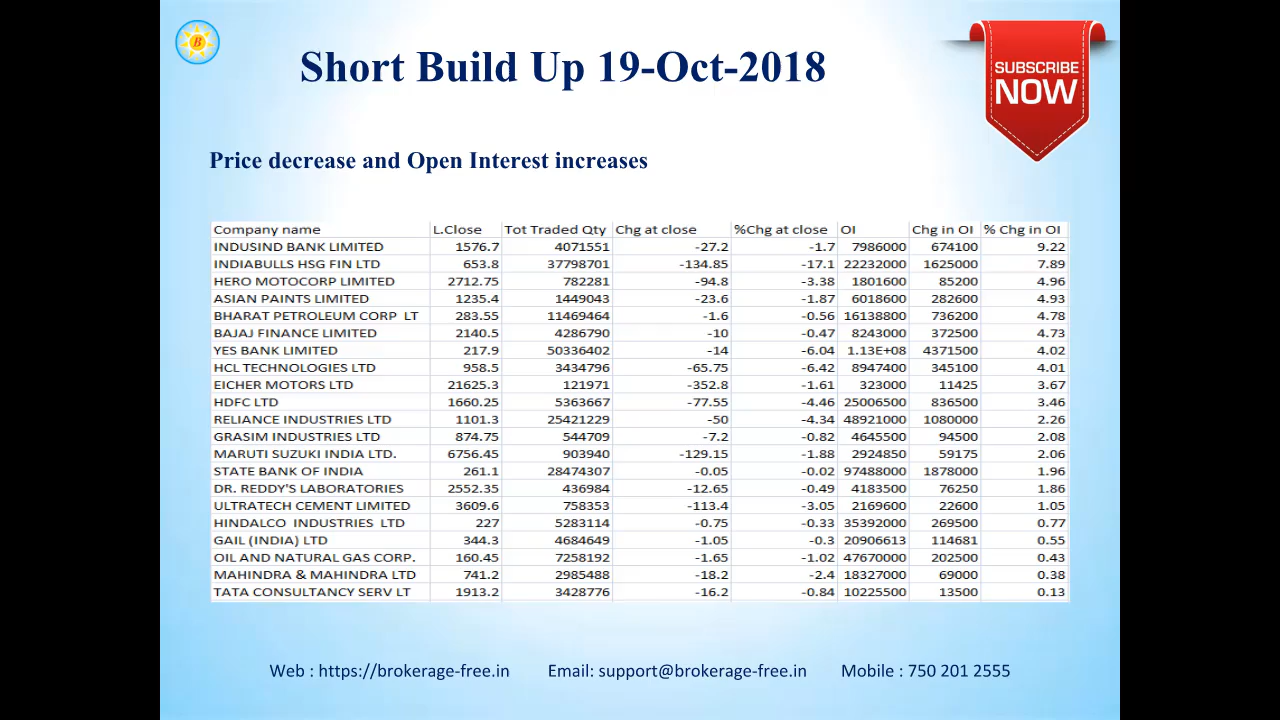 B
Short Build Up 19-Oct-2018
SUBSCRIBE
NOW
Price decrease and Open Interest increases
Company name L.Close Tot Traded Qty Chg at close %Chg at close OI Chg in OI % Chg in OI
INDUSIND BANK LIMITED 1576.7 4071551 -27.2 -1.7 7986000 674100 9.22
INDIABULLS HSG FIN LTD 653.8 37798701 -134.85 -17.1 22232000 1625000 7.89
HERO MOTOCORP LIMITED 2712.75 782281 -94.8 -3.38 1801600 85200 4.96
ASIAN PAINTS LIMITED 1235.4 1449043 -23.6 -1.87 6018600 282600 4.93
BHARAT PETROLEUM CORP LT 283.55 11469464 -1.6 -0.56 16138800 736200 4.78
BAJAJ FINANCE LIMITED 2140.5 4286790 -10 -0.47 8243000 372500 4.73
YES BANK LIMITED 217.9 50336402 -14 -6.04 1.13E+08 4371500 4.02
HCL TECHNOLOGIES LTD 958.5 3434796 -65.75 -6.42 8947400 345100 4.01
EICHER MOTORS LTD 21625.3 121971 -352.8 -1.61 323000 11425 3.67
HDFC LTD 1660.25 5363667 -77.55 -4.46 25006500 836500 3.46
RELIANCE INDUSTRIES LTD 1101.3 25421229 -50 -4.34 48921000 1080000 2.26
GRASIM INDUSTRIES LTD 874.75 544709 -7.2 -0.82 4645500 94500 2.08
MARUTI SUZUKI INDIA LTD. 6756.45 903940 -129.15 -1.88 2924850 59175 2.06
STATE BANK OF INDIA 261.1 28474307 -0.05 -0.02 97488000 1878000 1.96
DR. REDDY'S LABORATORIES 2552.35 436984 -12.65 -0.49 4183500 76250 1.86
ULTRATECH CEMENT LIMITED 3609.6 758353 -113.4 -3.05 2169600 22600 1.05
HINDALCO INDUSTRIES LTD 227 5283114 -0.75 -0.33 35392000 269500 0.77
GAIL (INDIA) LTD 344.3 4684649 -1.05 -0.3 20906613 114681 0.55
OIL AND NATURAL GAS CORP. 160.45 7258192 -1.65 -1.02 47670000 202500 0.43
MAHINDRA & MAHINDRA LTD 741.2 2985488 -18.2 -2.4 18327000 69000 0.38
TATA CONSULTANCY SERV LT 1913.2 3428776 -16.2 -0.84 10225500 13500 0.13
Web : https://brokerage-free.in Email: support@brokerage-free.in Mobile : 750 201 2555